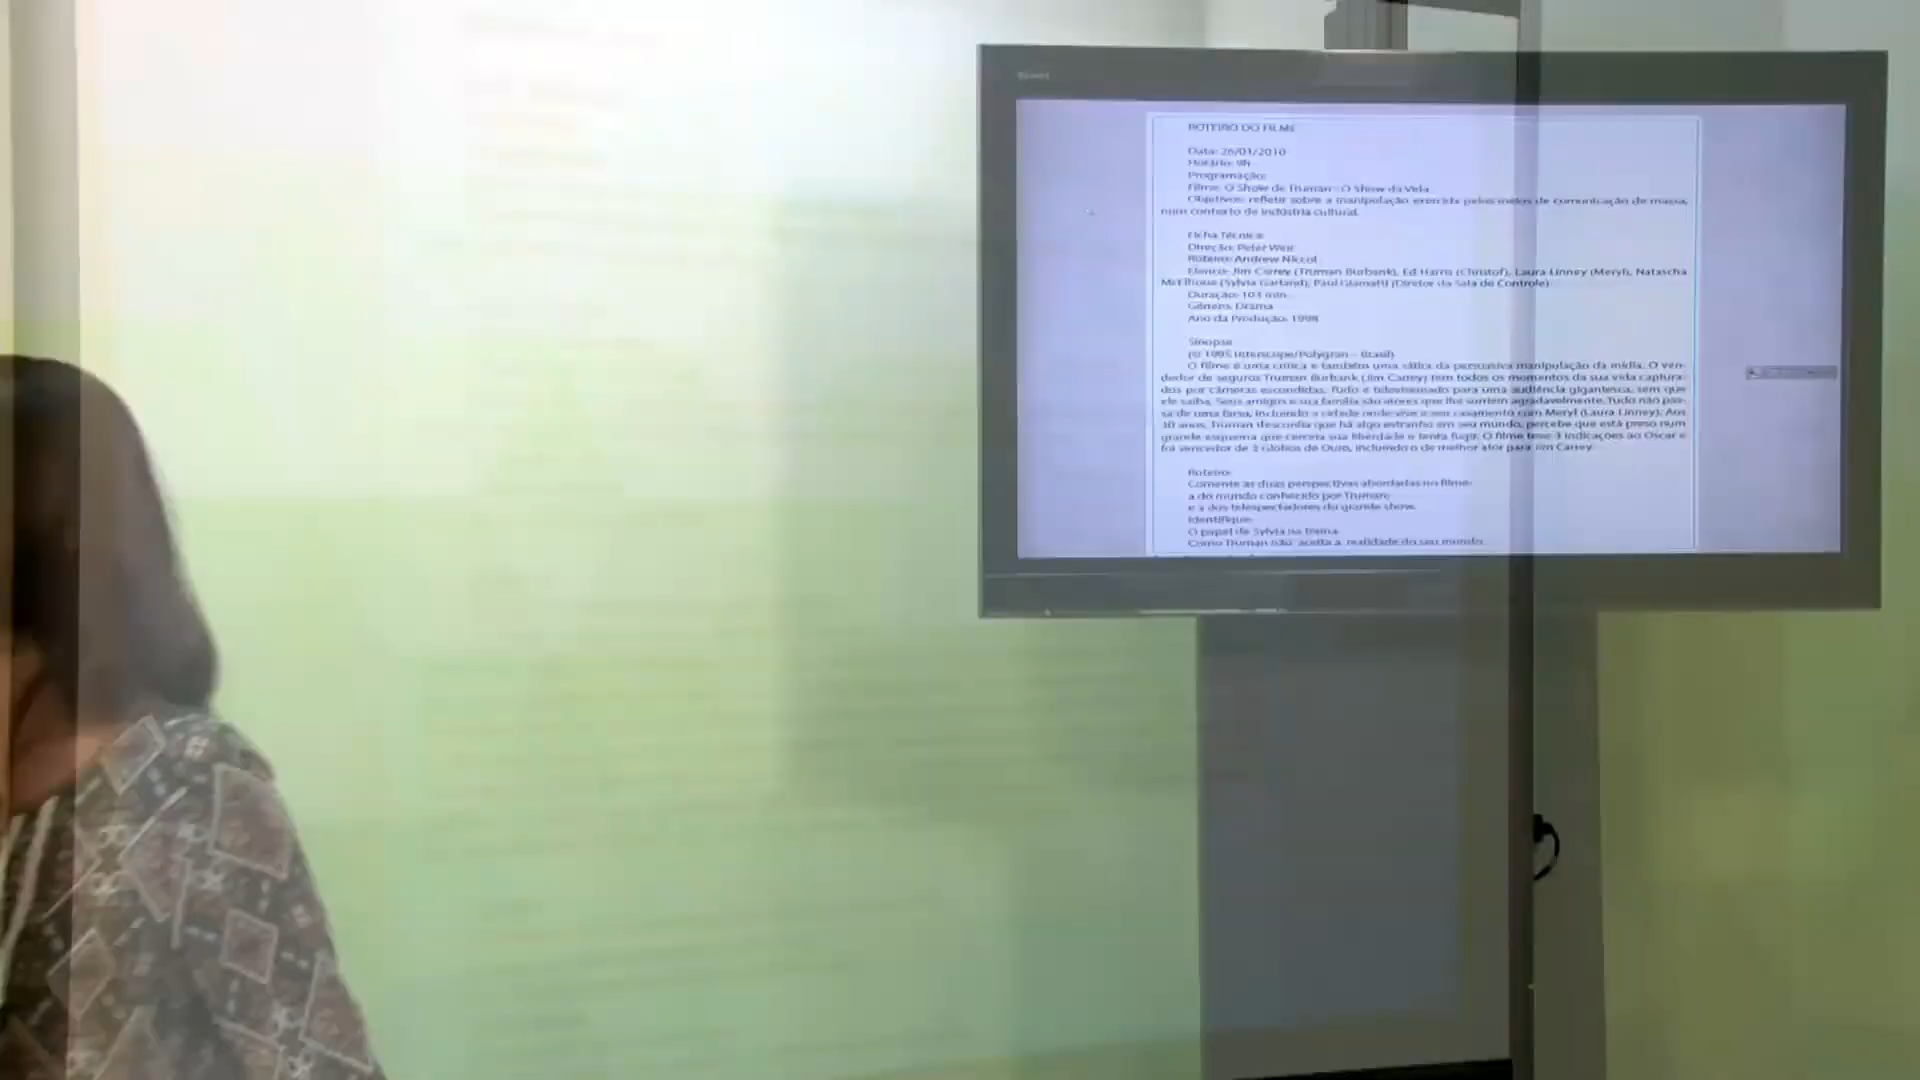 ROTEIRO DO FILME
Data: 26/01/2010
Horário: 9h
Programação:
Filme: O Show de Truman - O Show da Vida
Objetivos: refletir sobre a manipulação exercida pelos meios de comunicação de massa,
num contexto de indústria cultural.
Ficha Técnica
Direção: Peter Weir
Roteiro: Andrew Niccol
Elenco: Jim Carrey (Truman Burbank), Ed Harris (Christof), Laura Linney (Meryl), Natascha
McElhone (Sylvia Garland), Paul Giamatti (Diretor da Sala de Controle)
Duração: 103 min.
Gênero: Drama
Ano da Produção: 1998
Sinopse
(© 1995 Interscope/Polygran – Brasil)
O filme é uma crítica e também uma sátira da persuasiva manipulação da mídia. O ven-
dedor de seguros Truman Burbank (Jim Carrey) tem todos os momentos da sua vida captura-
dos por câmeras escondidas. Tudo é televisionado para uma audiência gigantesca, sem que
ele saiba. Seus amigos e sua família são atores que lhe sorriem agradavelmente. Tudo não pas-
sa de uma farsa, incluindo a cidade onde vive e seu casamento com Meryl (Laura Linney). Aos
30 anos, Truman desconfia que há algo estranho em seu mundo, percebe que está preso num
grande esquema que cerceia sua liberdade e tenta fugir. O filme teve 3 indicações ao Oscar e
foi vencedor de 3 Globos de Ouro, incluindo o de melhor ator para Jim Carrey.
Roteiro:
Comente as duas perspectivas abordadas no filme:
a do mundo conhecido por Truman;
e a dos telespectadores do grande show.
Identifique:
O papel de Sylvia na trama.
Como Truman não aceita a realidade do seu mundo.